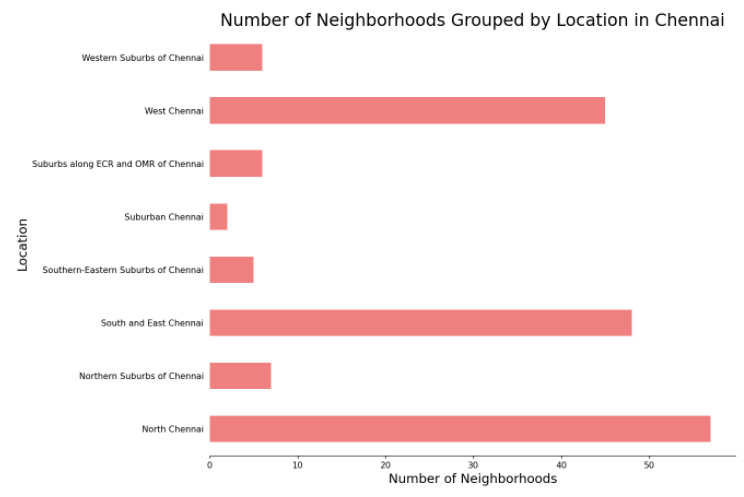 Number of Neighborhoods Grouped by Location in Chennai
Western Suburbs of Chennai
West Chennai
Suburbs along ECR and OMR of Chennai
Suburban Chennai
Southern-Eastern Suburbs of Chennai
South and East Chennai
Northern Suburbs of Chennai
North Chennai
Location
0 10 20 30 40 50
Number of Neighborhoods